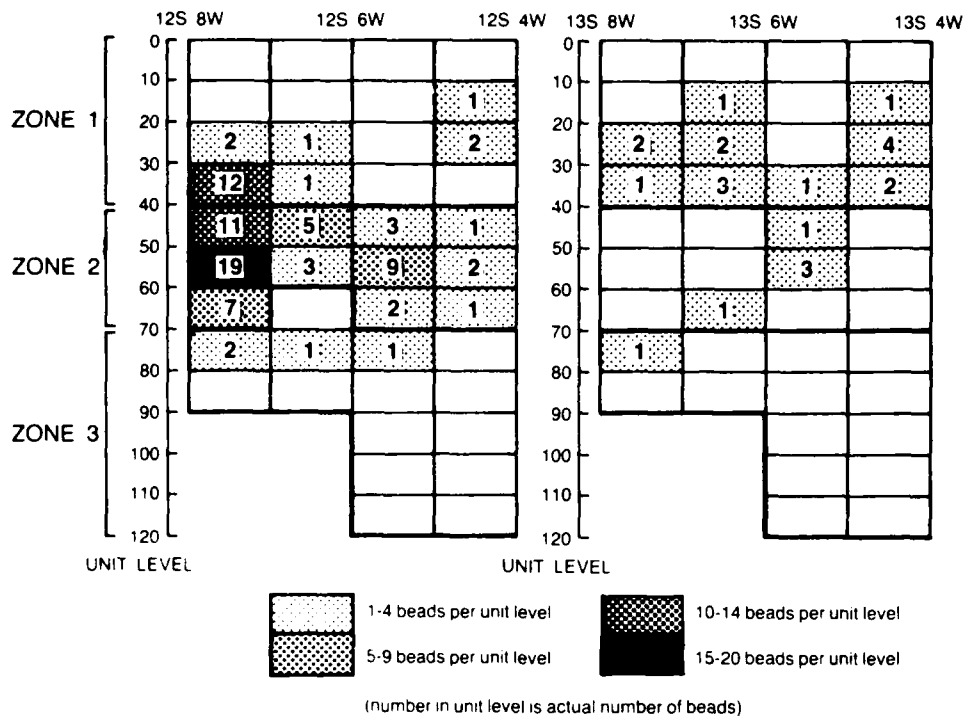 12S 8W 12S 6W 12S 4W 13S 8W 13S 6W 13S 4W
0 0
10 10
1 1 1
ZONE 1
20 20
2 1 2 2 2 4
30 30
12 1 1 3 1 2
40 40
11 5 3 1 1
50 50
ZONE 2
19 3 9 2 3
60 60
7 2 1 1
70 70
2 1 1 1
80 80
90 90
ZONE 3
100 100
110 110
120 120
UNIT LEVEL UNIT LEVEL
1-4 beads per unit level 10-14 beads per unit level
5-9 beads per unit level 15-20 beads per unit level
(number in unit level is actual number of beads)